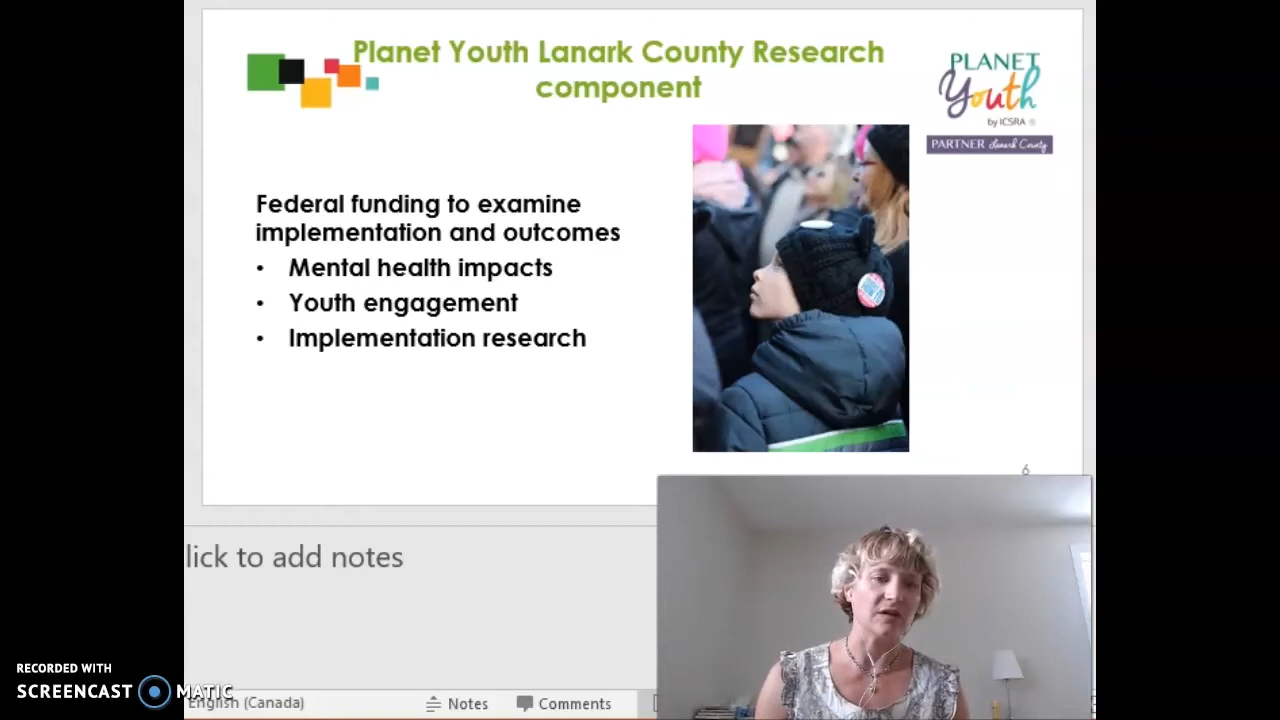 Planet Youth Lanark County Research
component
PLANET
Youth
by ICSRA ®
PARTNER Lanark County
Federal funding to examine
implementation and outcomes
• Mental health impacts
• Youth engagement
• Implementation research
6
lick to add notes
RECORDED WITH
SCREENCAST MATIC
English (Canada)
Notes
Comments